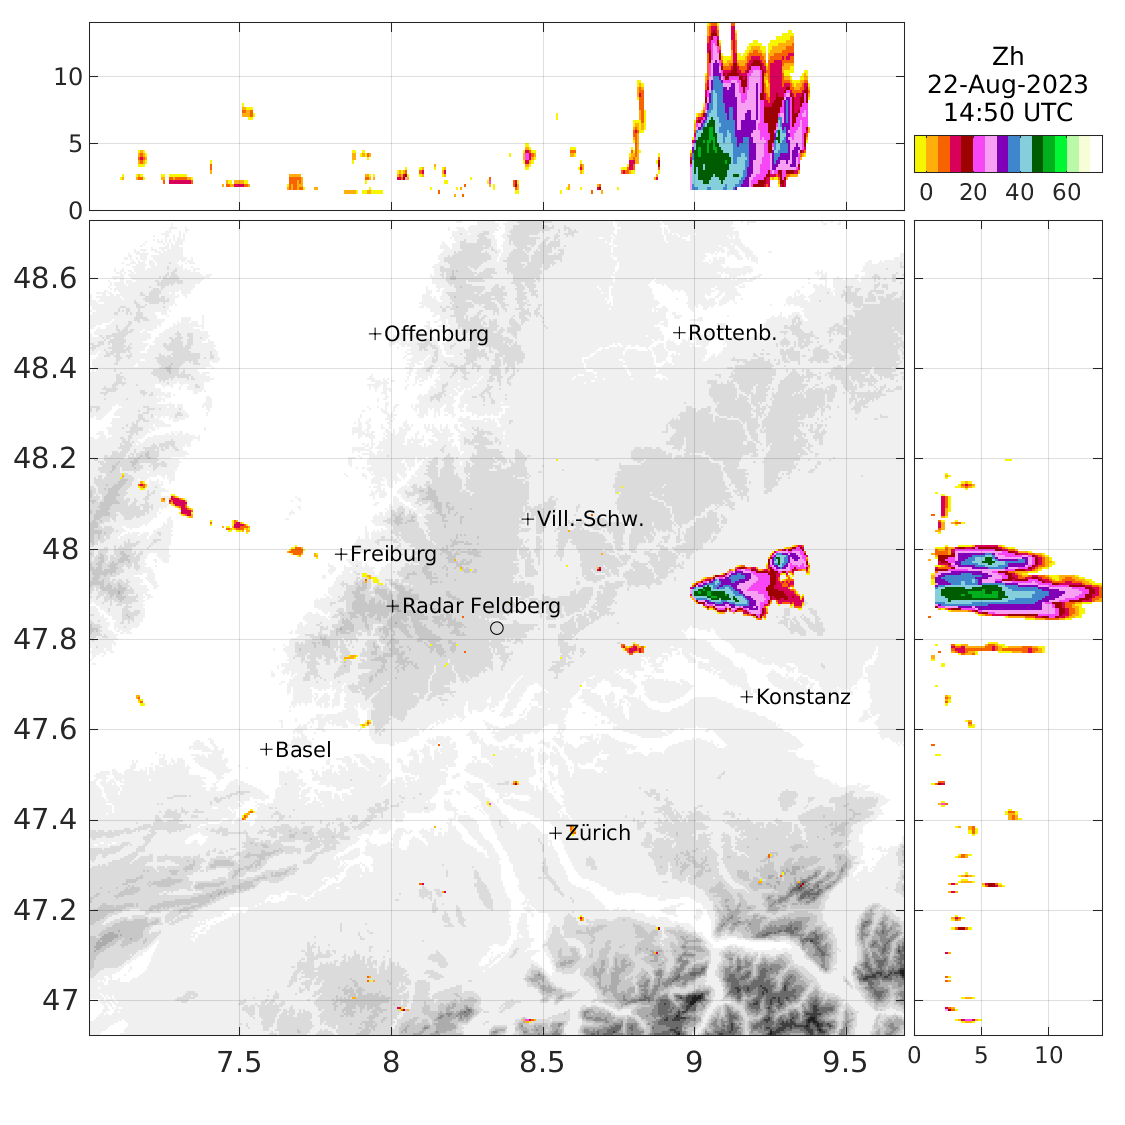 10
5
0
Zh
22-Aug-2023
14:50 UTC
0 20 40 60
48.6
48.4
48.2
48
47.8
47.6
47.4
47.2
47
+Offenburg
+Rottenb.
+Vill.-Schw.
+Freiburg
+Radar Feldberg
+Konstanz
+Basel
+Zürich
7.5 8 8.5 9 9.5
0 5 10